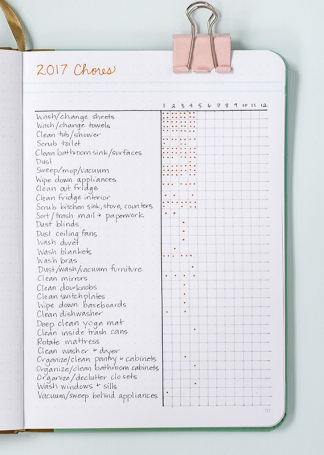 2017 Chores
1 2 3 4 5 6 7 8 9 10 11 12
Wash/change sheets
Wash/change towels
Clean tub/shower
Scrub toilet
Clean bathroom sink/surfaces
Dust
Sweep/mop/vacuum
Wipe down appliances
Clean out fridge
Clean fridge interior
Scrub kitchen sink, stove, counters
Sort/trash mail + paperwork
Dust blinds
Dust ceiling fans
Wash duvet
Wash blankets
Wash bras
Dust/wash/vacuum furniture
Clean mirrors
Clean doorknobs
Clean switchplates
Wipe down baseboards
Clean dishwasher
Deep clean yoga mat
Clean inside trash cans
Rotate mattress
Clean washer + dryer
Organize/clean pantry + cabinets
Organize/clean bathroom cabinets
Organize/declutter closets
Wash windows + sills
Vacuum/sweep behind appliances